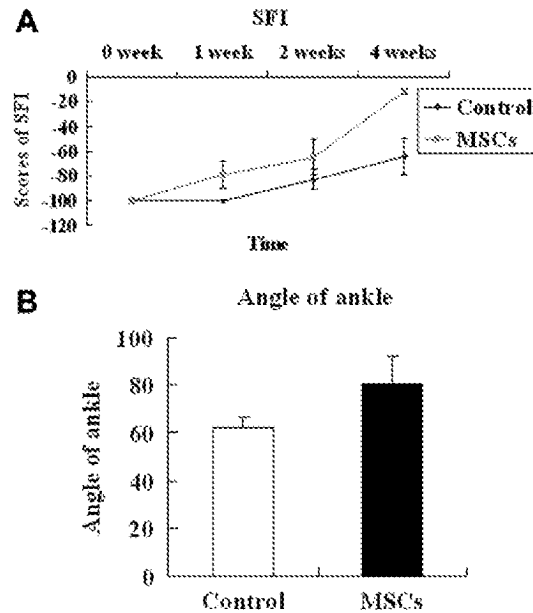 A
SFI
0 week 1 week 2 weeks 4 weeks
0
-20
-40
-60
-80
-100
-120
Scores of SFI
Control
MSCs
Time
B
Angle of ankle
100
80
60
40
20
0
Angle of ankle
Control MSCs